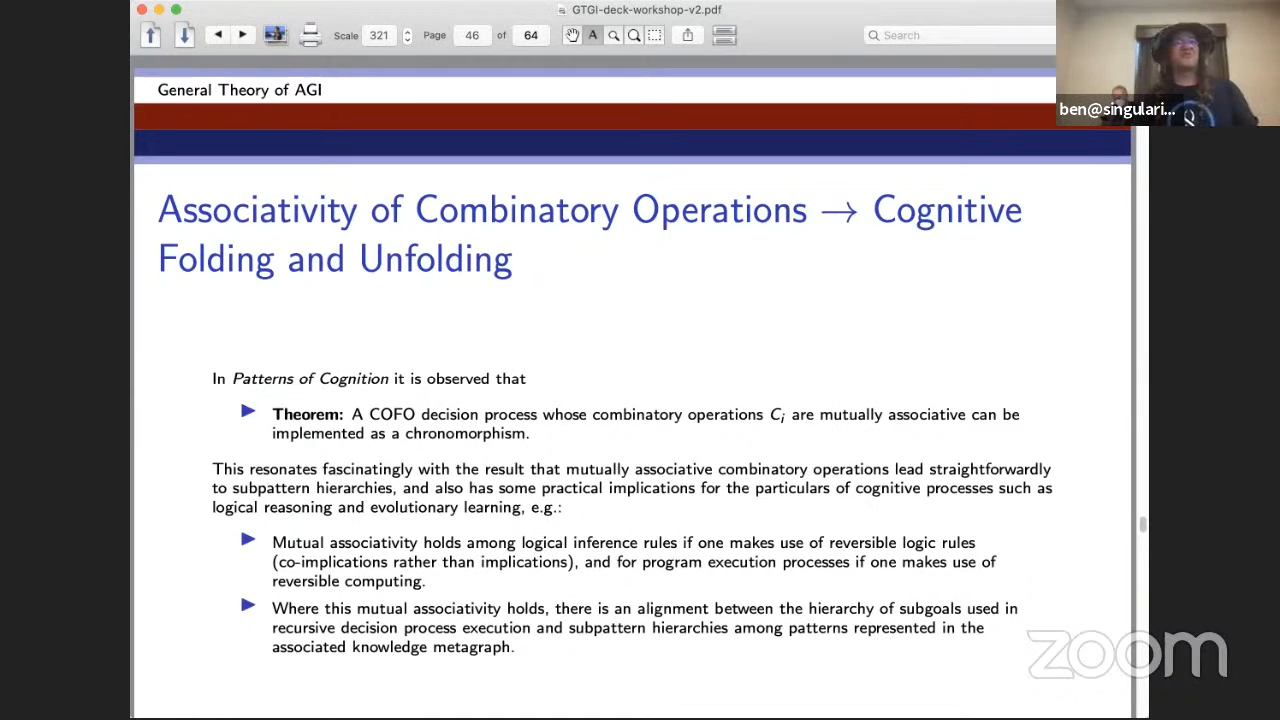 GTGI-deck-workshop-v2.pdf
Scale 321 Page 46 of 64 A Search
ben@singulari...
General Theory of AGI
Associativity of Combinatory Operations → Cognitive
Folding and Unfolding
In Patterns of Cognition it is observed that
▶ Theorem: A COFO decision process whose combinatory operations Ci are mutually associative can be
implemented as a chronomorphism.
This resonates fascinatingly with the result that mutually associative combinatory operations lead straightforwardly
to subpattern hierarchies, and also has some practical implications for the particulars of cognitive processes such as
logical reasoning and evolutionary learning, e.g.:
▶ Mutual associativity holds among logical inference rules if one makes use of reversible logic rules
(co-implications rather than implications), and for program execution processes if one makes use of
reversible computing.
▶ Where this mutual associativity holds, there is an alignment between the hierarchy of subgoals used in
recursive decision process execution and subpattern hierarchies among patterns represented in the
associated knowledge metagraph.
zoom